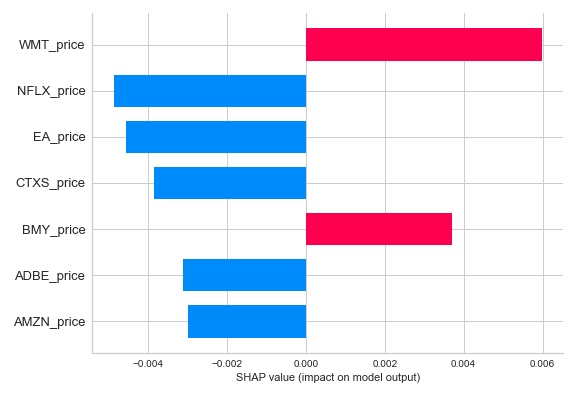 WMT_price
NFLX_price
EA_price
CTXS_price
BMY_price
ADBE_price
AMZN_price
−0.004 −0.002 0.000 0.002 0.004 0.006
SHAP value (impact on model output)